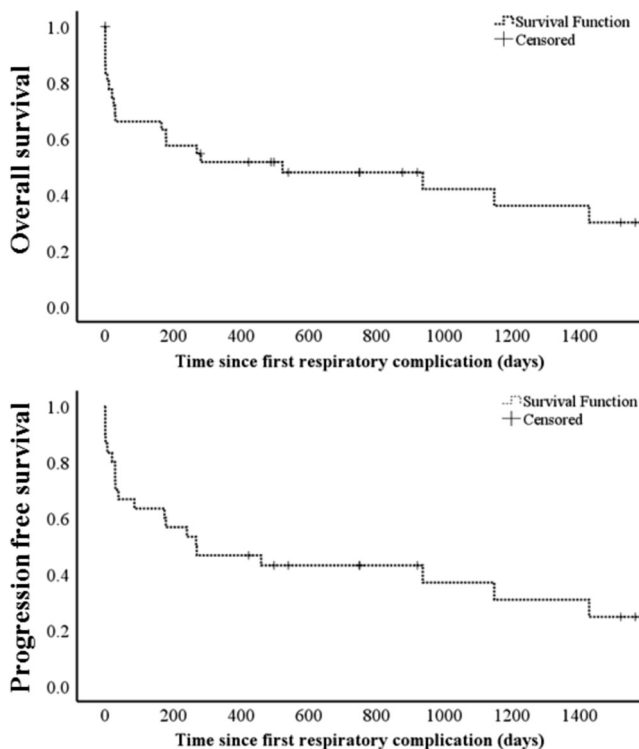 Overall survival
1.0
0.8
0.6
0.4
0.2
0.0
Survival Function
Censored
0 200 400 600 800 1000 1200 1400
Time since first respiratory complication (days)
Progression free survival
1.0
0.8
0.6
0.4
0.2
0.0
Survival Function
Censored
0 200 400 600 800 1000 1200 1400
Time since first respiratory complication (days)